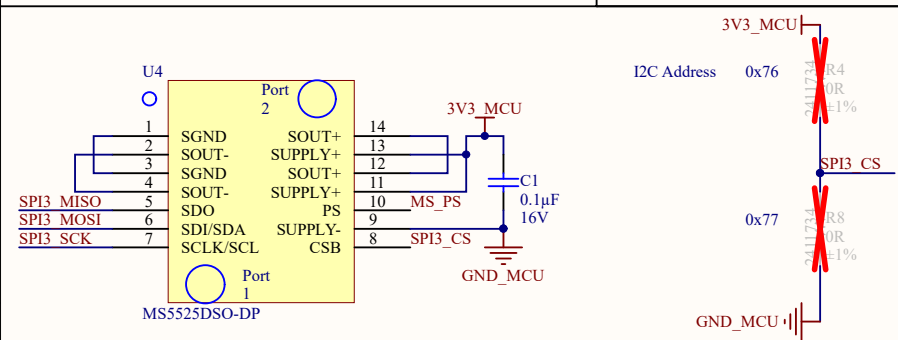 U4
Port
2
1 SGND
2 SOUT-
3 SGND
4 SOUT-
SPI3_MISO 5 SDO
SPI3_MOSI 6 SDI/SDA
SPI3_SCK 7 SCLK/SCL
SOUT+ 14
SUPPLY+ 13
SOUT+ 12
SUPPLY+ 11
PS 10 MS_PS
SUPPLY- 9
CSB 8 SPI3_CS
Port
1
MS5525DSO-DP
3V3_MCU
C1
0.1µF
16V
GND_MCU
3V3_MCU
I2C Address 0x76
2411734
R4
0R
±1%
SPI3_CS
0x77
2411734
R8
0R
±1%
GND_MCU